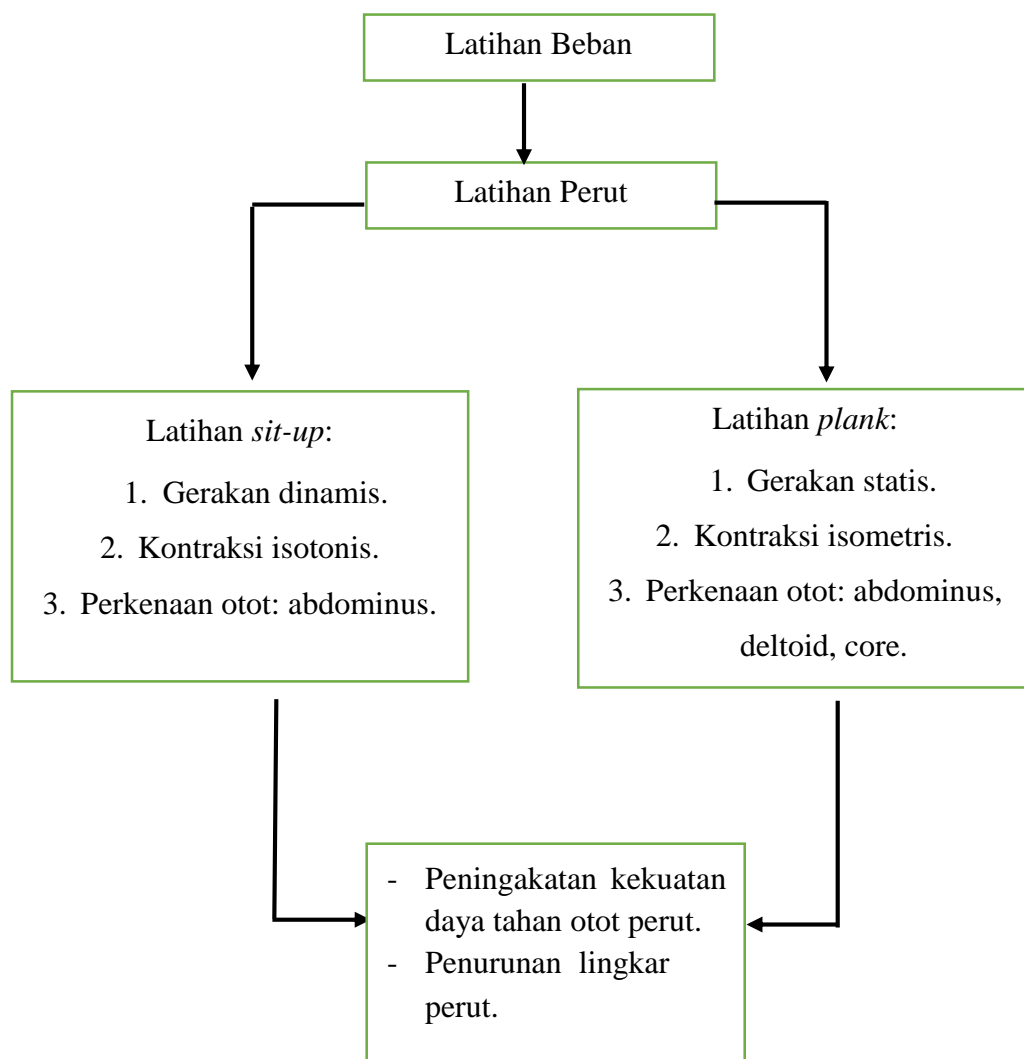 Latihan Beban
Latihan Perut
Latihan sit-up:
1. Gerakan dinamis.
2. Kontraksi isotonis.
3. Perkenaan otot: abdominus.
Latihan plank:
1. Gerakan statis.
2. Kontraksi isometris.
3. Perkenaan otot: abdominus,
deltoid, core.
- Peningakatan kekuatan
daya tahan otot perut.
- Penurunan lingkar
perut.